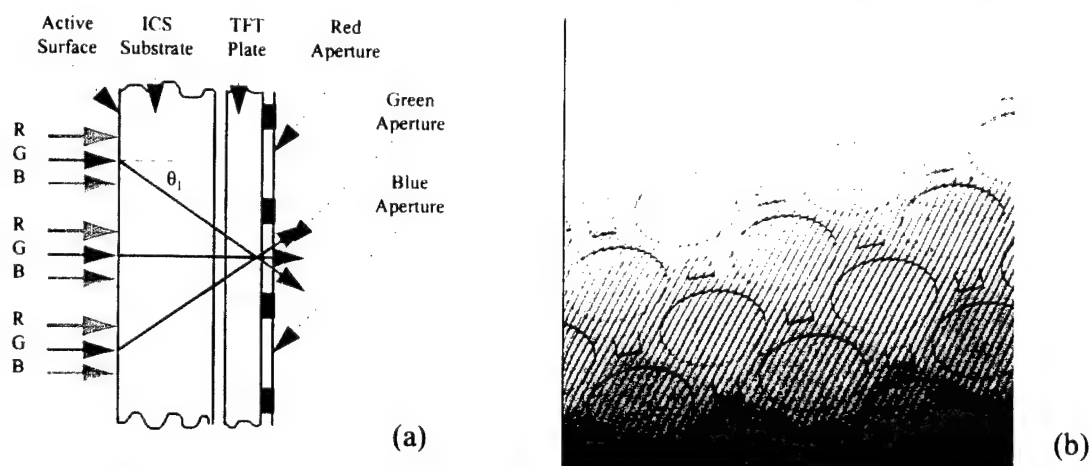 Active
Surface
ICS
Substrate
TFT
Plate
Red
Aperture
Green
Aperture
Blue
Aperture
R
G
B
θ1
R
G
B
R
G
B
(a)
(b)